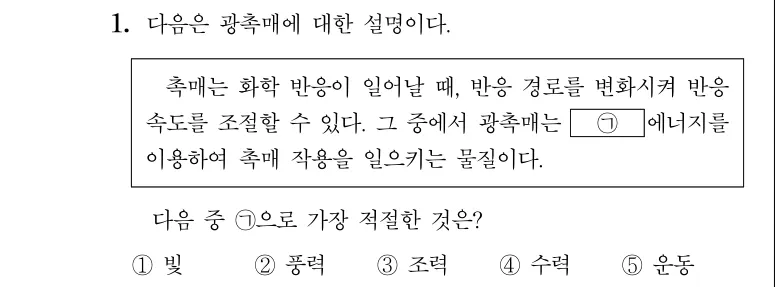 1. 다음은 광촉매에 대한 설명이다.
촉매는 화학 반응이 일어날 때, 반응 경로를 변화시켜 반응
속도를 조절할 수 있다. 그 중에서 광촉매는 ㉠ 에너지를
이용하여 촉매 작용을 일으키는 물질이다.
다음 중 ㉠으로 가장 적절한 것은?
① 빛 ② 풍력 ③ 조력 ④ 수력 ⑤ 운동